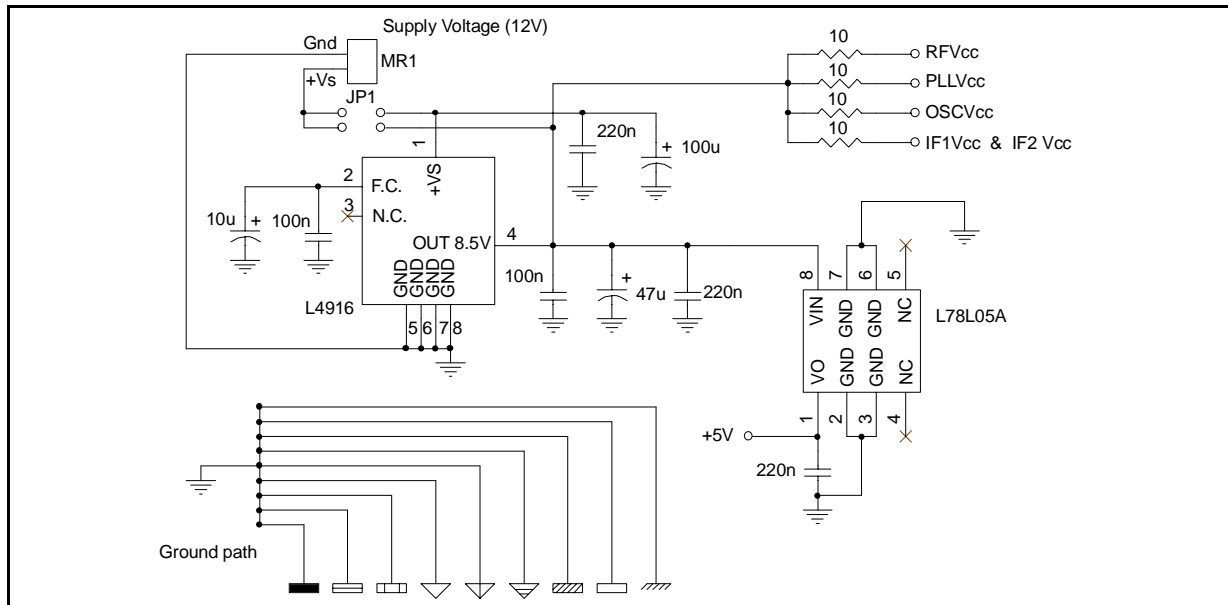 Supply Voltage (12V)
Gnd
MR1
+Vs
JP1
10
RFVcc
10
PLLVcc
10
OSCVcc
10
IF1Vcc & IF2 Vcc
220n
+
100u
1
2
F.C.
+VS
3
N.C.
10u
+
100n
OUT 8.5V
4
GND
GND
GND
GND
L4916
5
6
7
8
100n
+
47u
220n
8
7
6
5
VIN
GND
GND
NC
L78L05A
VO
GND
GND
NC
1
2
3
4
+5V
220n
Ground path